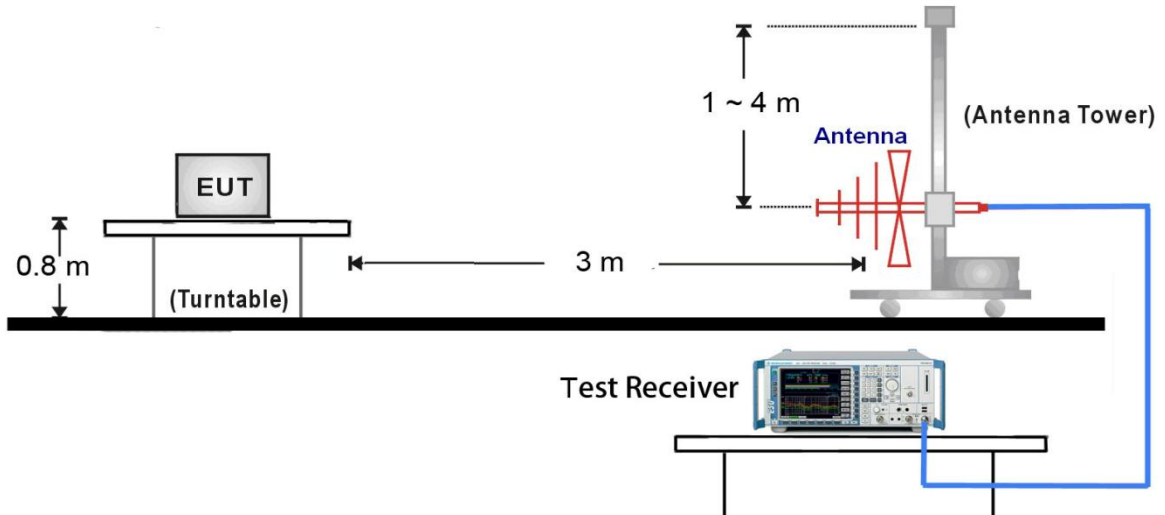 1 ~ 4 m
(Antenna Tower)
Antenna
EUT
0.8 m
3 m
(Turntable)
Test Receiver